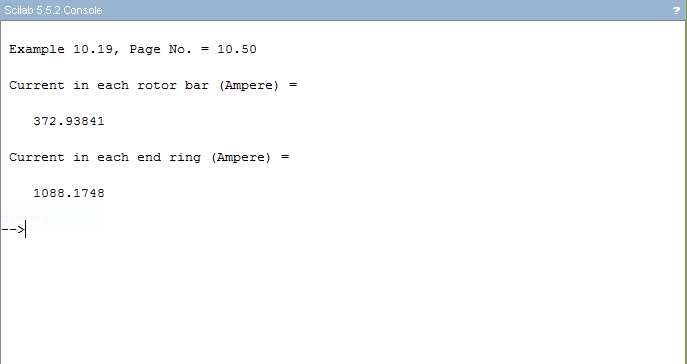 Scilab 5.5.2 Console ?
Example 10.19, Page No. = 10.50
Current in each rotor bar (Ampere) =
372.93841
Current in each end ring (Ampere) =
1088.1748
-->